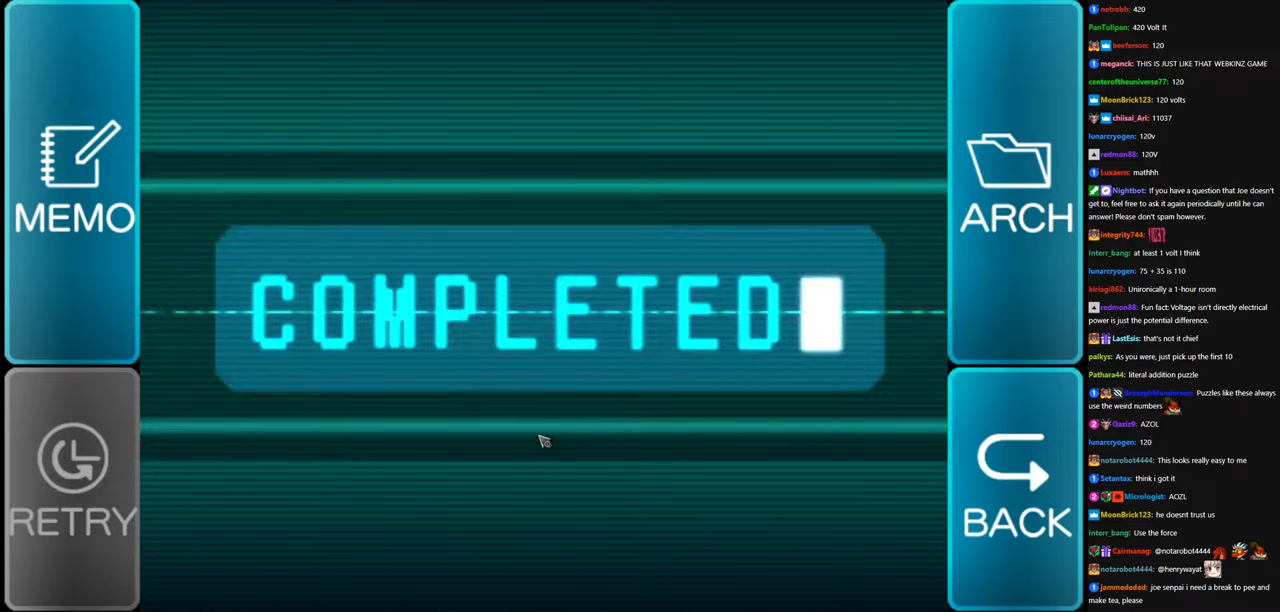 MEMO
RETRY
COMPLETED
ARCH
BACK
netrokh: 420
PanTulipan: 420 Volt It
beeferson: 120
meganck: THIS IS JUST LIKE THAT WEBKINZ GAME
centeroftheuniverse77: 120
MoonBrick123: 120 volts
chiisai_Ari: 11037
lunarcryogen: 120v
redmon88: 120V
Luxaern: mathhh
Nightbot: If you have a question that Joe doesn't
get to, feel free to ask it again periodically until he can
answer! Please don't spam however.
integrity744:
Interr_bang: at least 1 volt I think
lunarcryogen: 75 + 35 is 110
kiriagi862: Unironically a 1-hour room
redmon88: Fun fact: Voltage isn't directly electrical
power is just the potential difference.
LastEsis: that's not it chief
palkys: As you were, just pick up the first 10
Pathara44: literal addition puzzle
Puzzles like these always
use the weird numbers
Qaziz9: AZOL
lunarcryogen: 120
notarobot4444: This looks really easy to me
Setantax: think i got it
Micrologist: AOZL
MoonBrick123: he doesnt trust us
Interr_bang: Use the force
Cairmanag: @notarobot4444
notarobot4444: @henrywayat
jammededed: joe senpai i need a break to pee and
make tea, please